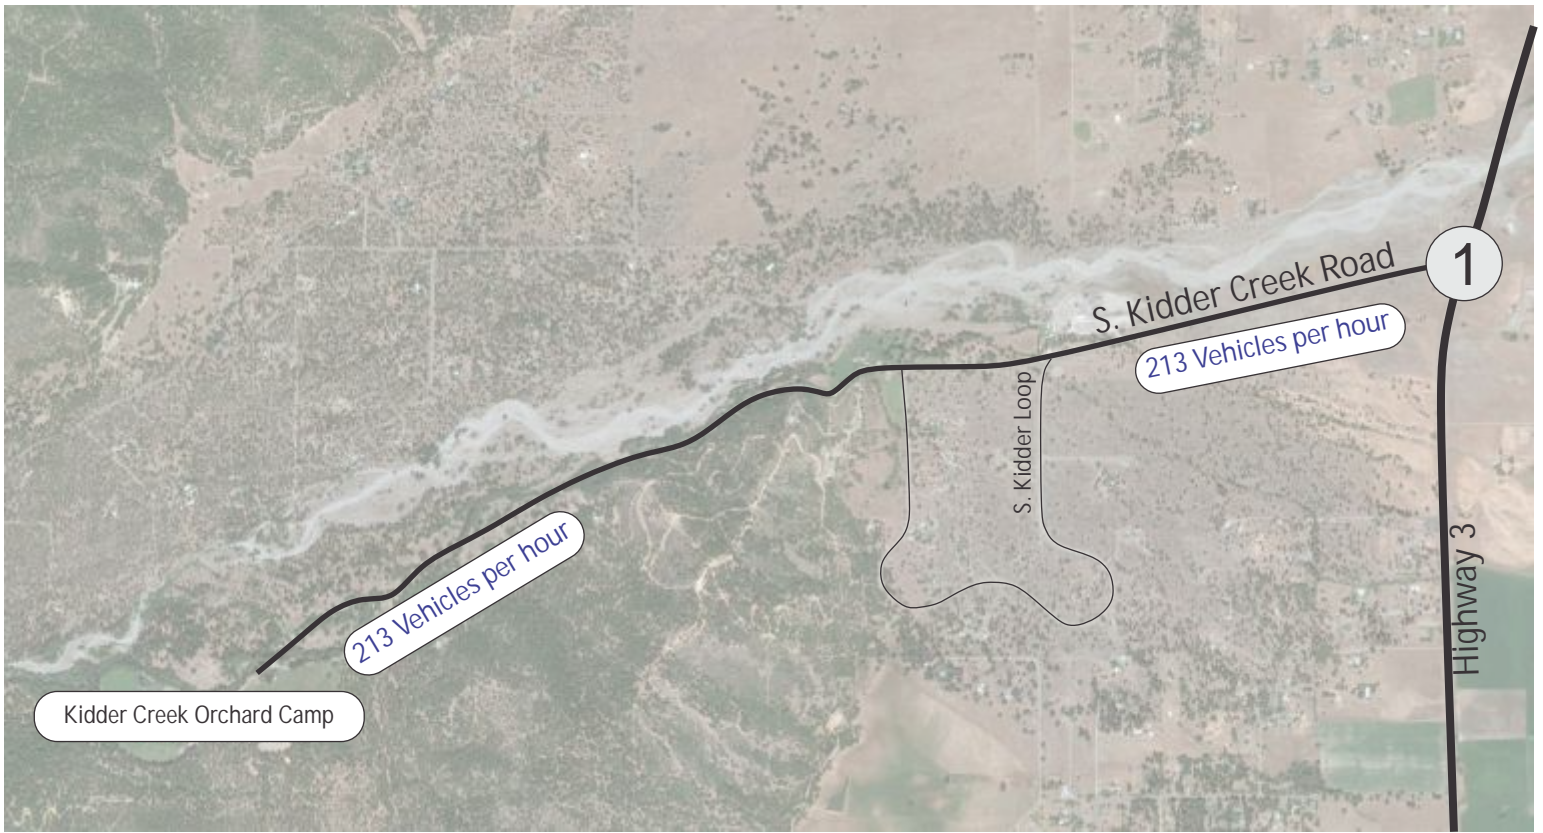 1
S. Kidder Creek Road
213 Vehicles per hour
S. Kidder Loop
Highway 3
213 Vehicles per hour
Kidder Creek Orchard Camp